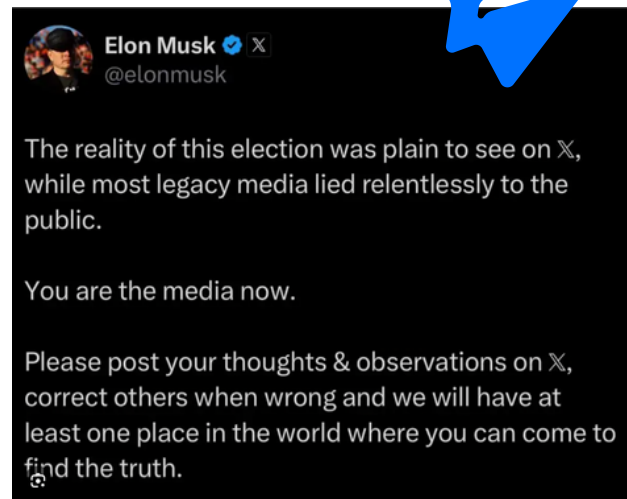 Elon Musk X
@elonmusk
The reality of this election was plain to see on 𝕏,
while most legacy media lied relentlessly to the
public.
You are the media now.
Please post your thoughts & observations on 𝕏,
correct others when wrong and we will have at
least one place in the world where you can come to
find the truth.